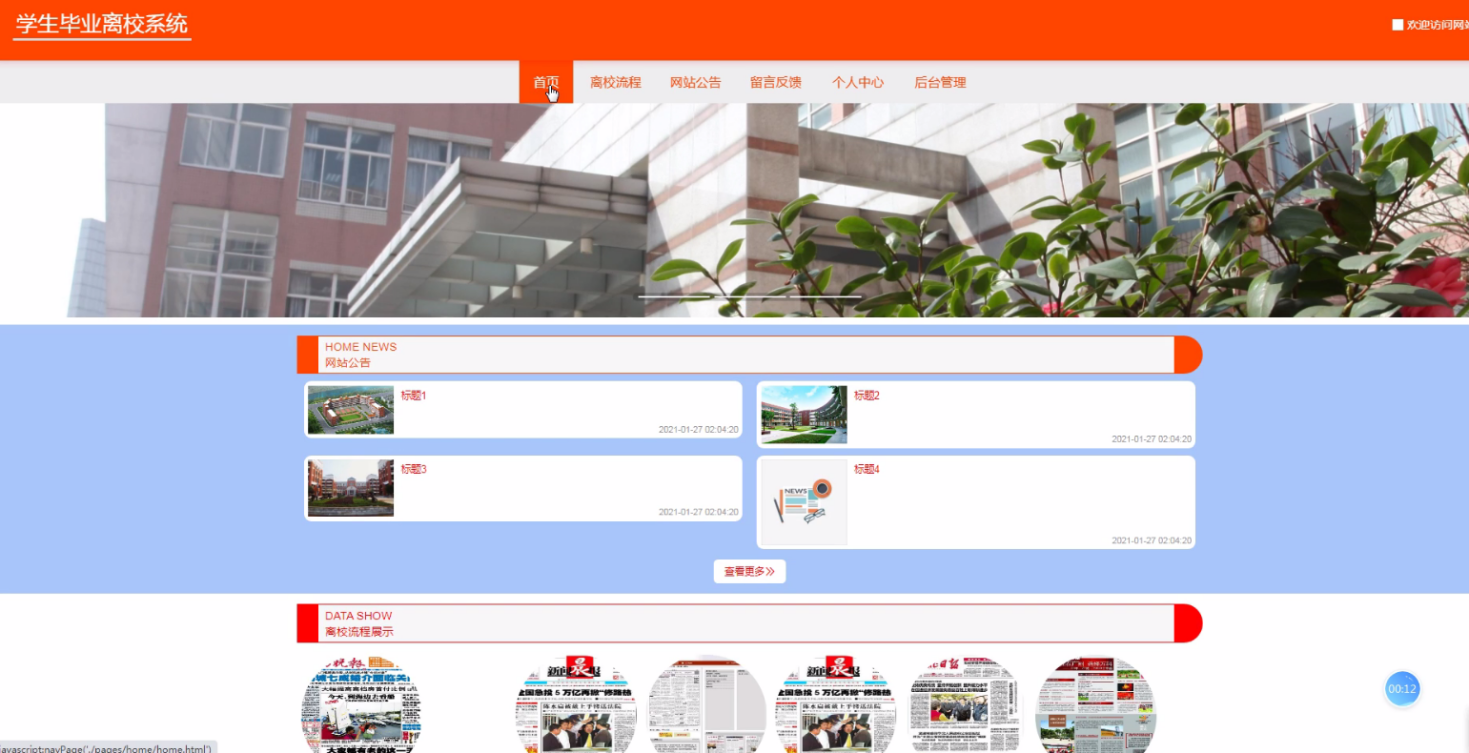 学生毕业离校系统
欢迎访问网站
首页 离校流程 网站公告 留言反馈 个人中心 后台管理
HOME NEWS
网站公告
标题1
2021-01-27 02:04:20
标题2
2021-01-27 02:04:20
标题3
2021-01-27 02:04:20
NEWS
标题4
2021-01-27 02:04:20
查看更多
DATA SHOW
离校流程展示
00:12
javascript:navPage('./pages/home/home.html')